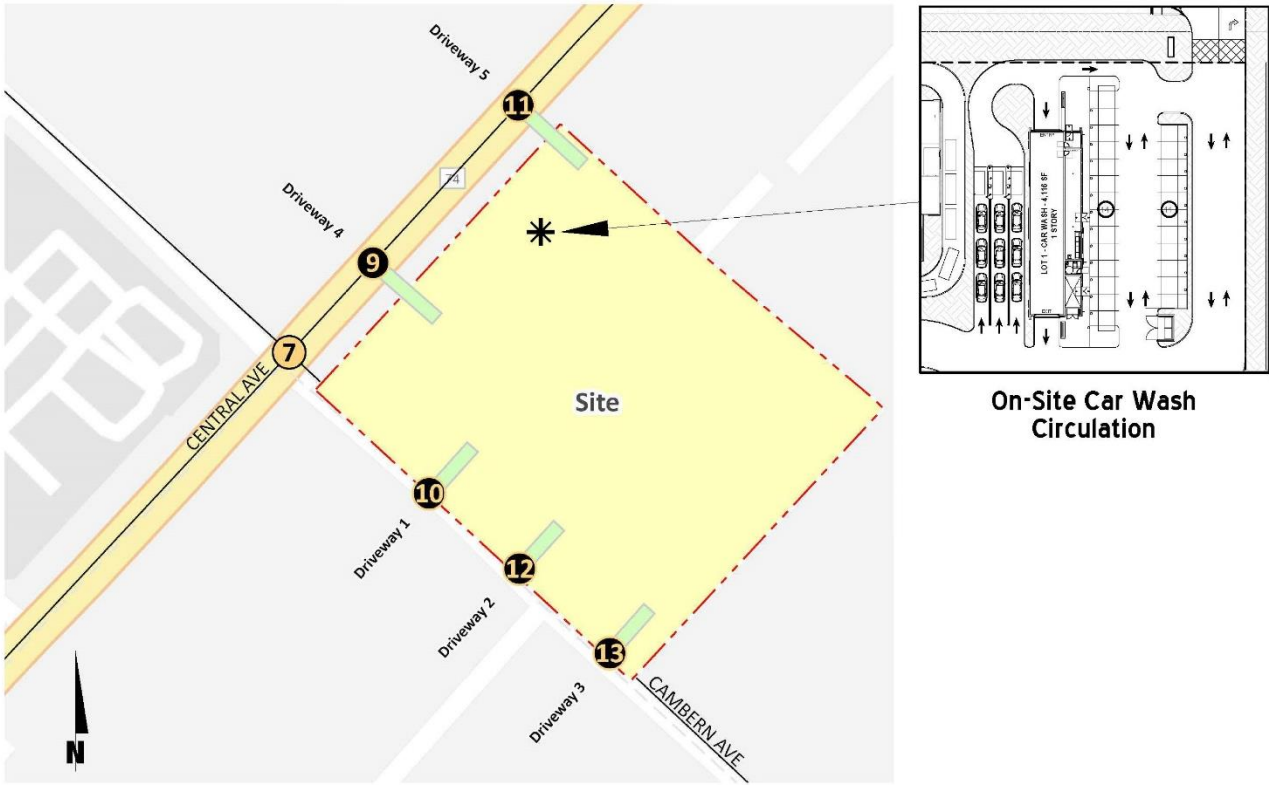 Driveway 5
11
74
Driveway 4
9
7
CENTRAL AVE
Site
10
Driveway 1
12
Driveway 2
13
Driveway 3
CAMBERN AVE
N
LOT 1 - CAR WASH - 4,116 SF
1 STORY
On-Site Car Wash
Circulation